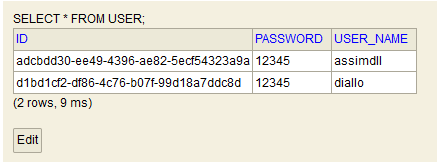 SELECT * FROM USER;
ID PASSWORD USER_NAME
adcbdd30-ee49-4396-ae82-5ecf54323a9a 12345 assimdll
d1bd1cf2-df86-4c76-b07f-99d18a7ddc8d 12345 diallo
(2 rows, 9 ms)
Edit